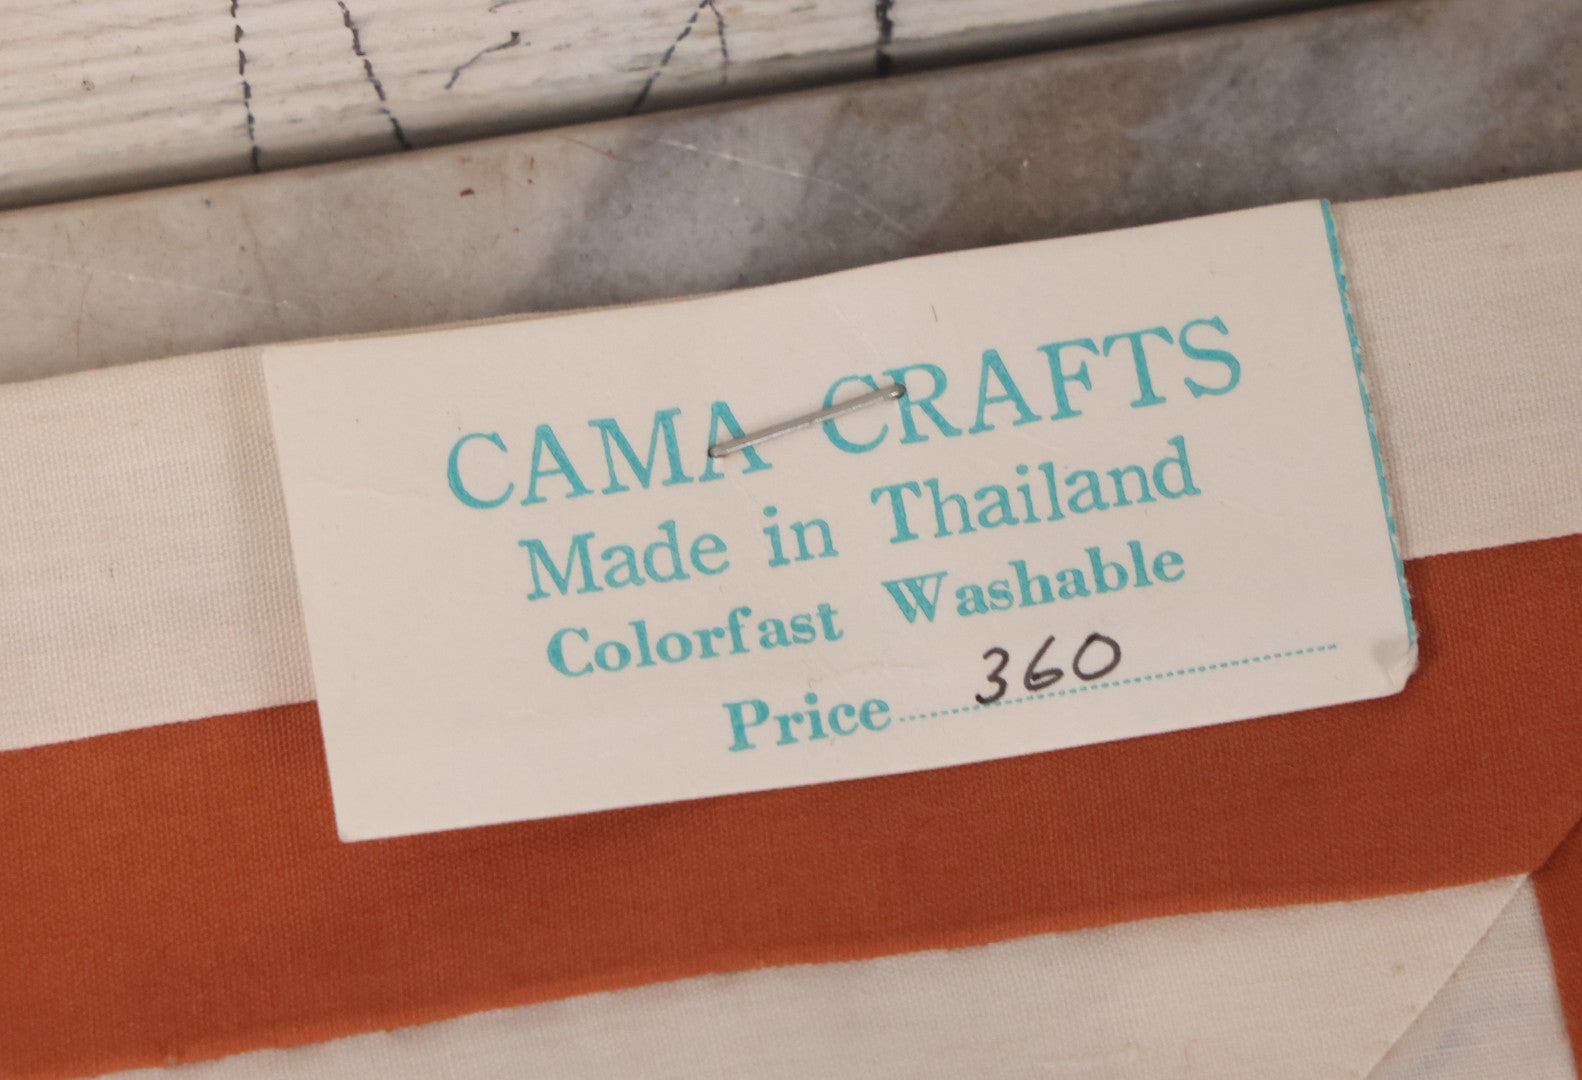 CAMA CRAFTS
Made in Thailand
Colorfast Washable
Price 360